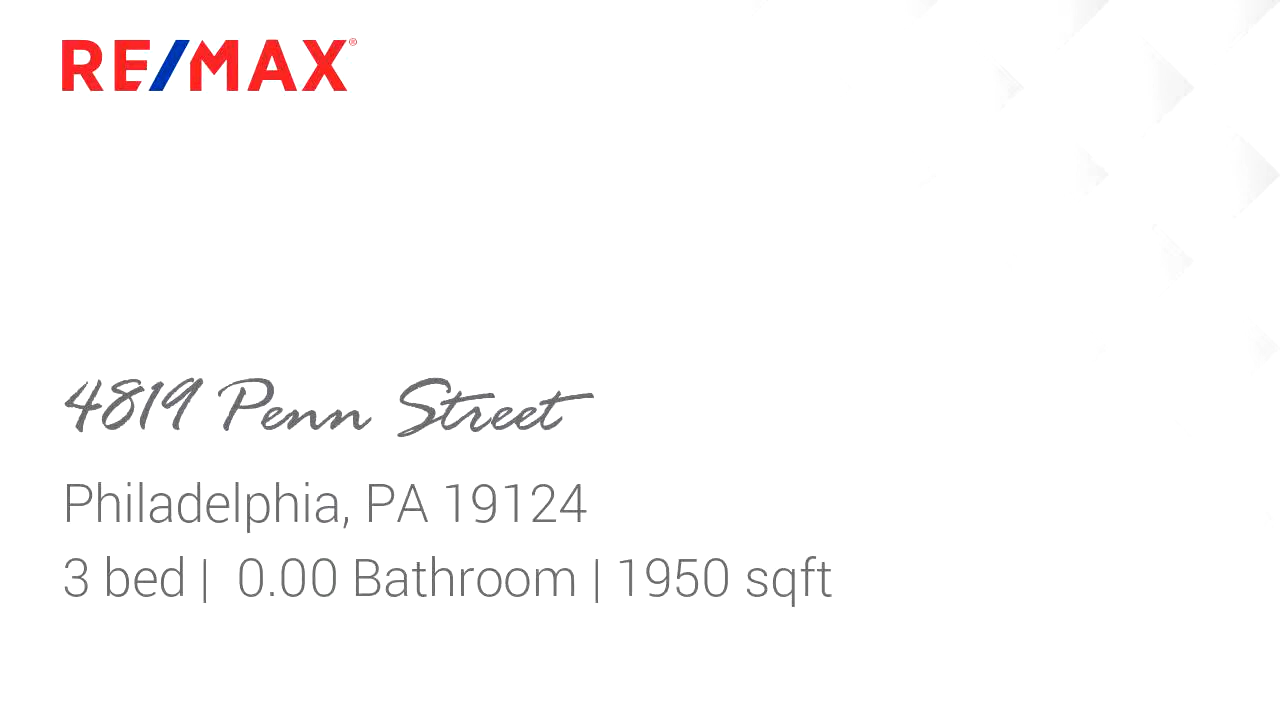 RE/MAX®
4819 Penn Street
Philadelphia, PA 19124
3 bed | 0.00 Bathroom | 1950 sqft